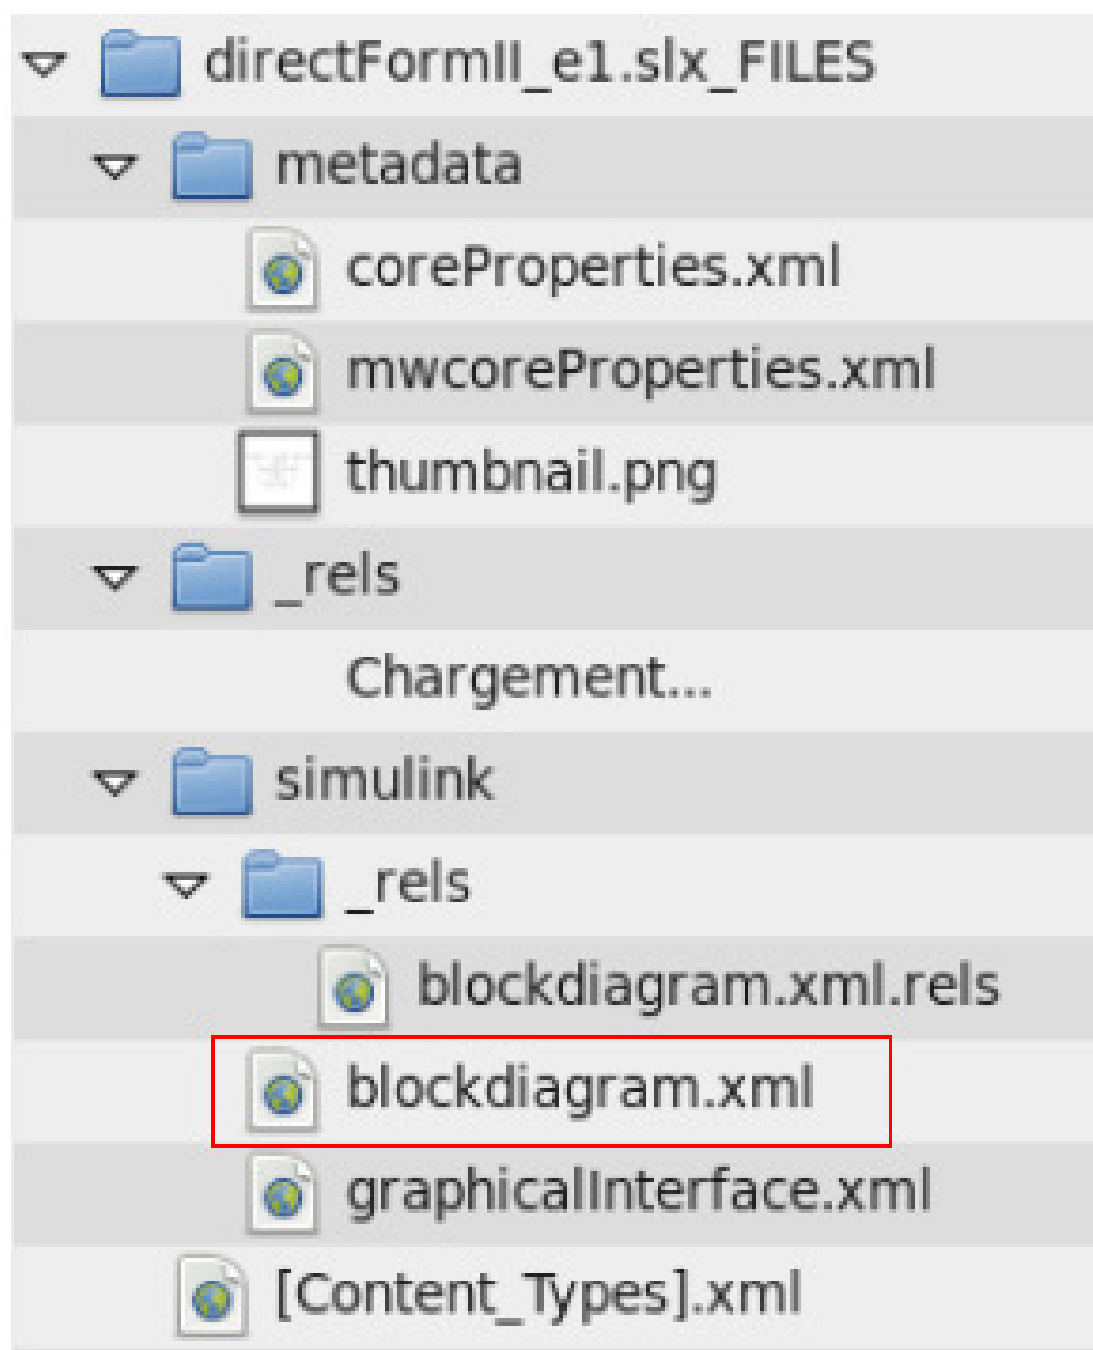 directFormII_e1.slx_FILES
metadata
coreProperties.xml
mwcoreProperties.xml
thumbnail.png
_rels
Chargement...
simulink
_rels
blockdiagram.xml.rels
blockdiagram.xml
graphicalInterface.xml
[Content_Types].xml